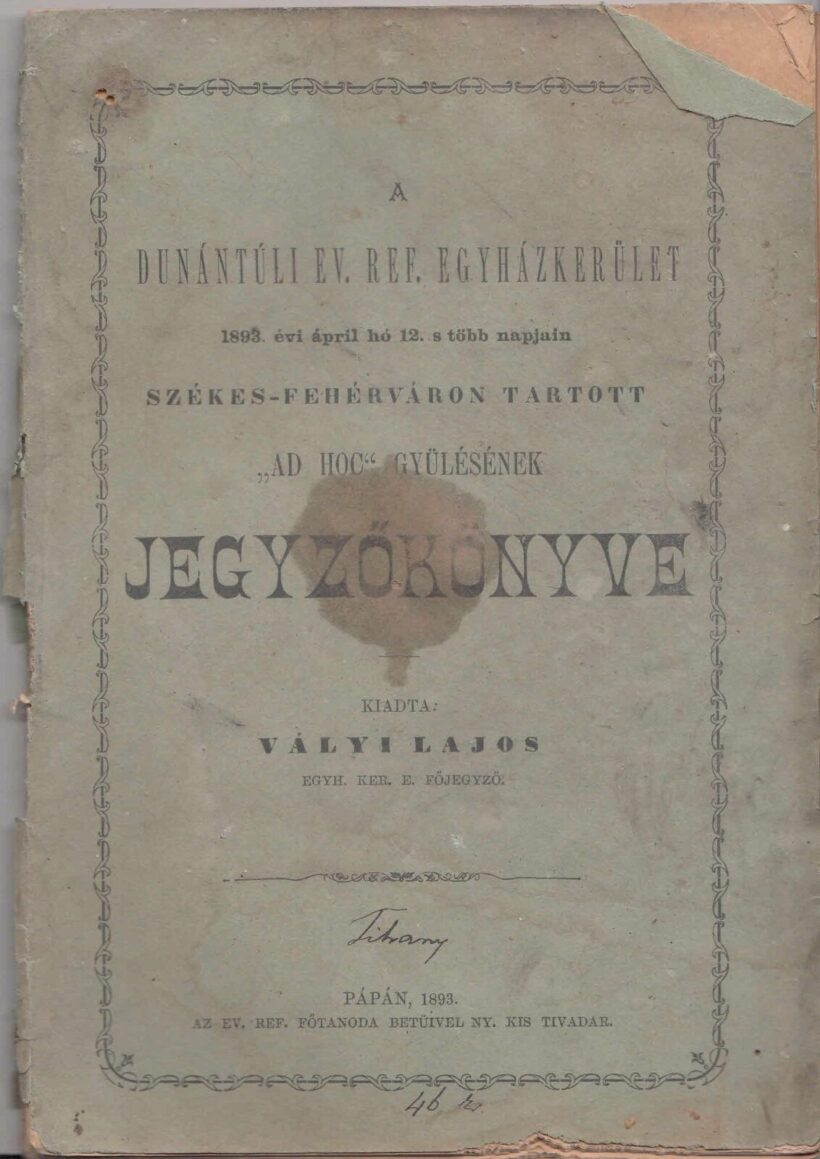 A
DUNÁNTÚLI EV. REF. EGYHÁZKERÜLET
1893. évi ápril hó 12. s több napjain
SZÉKES-FEHÉRVÁRON TARTOTT
„AD HOC“ GYÜLÉSÉNEK
JEGYZŐKÖNYVE
KIADTA:
VÁLYI LAJOS
EGYH. KER. E. FŐJEGYZŐ.
Tihany
PÁPÁN, 1893.
AZ EV. REF. FŐTANODA BETÜIVEL NY. KIS TIVADAR.
46